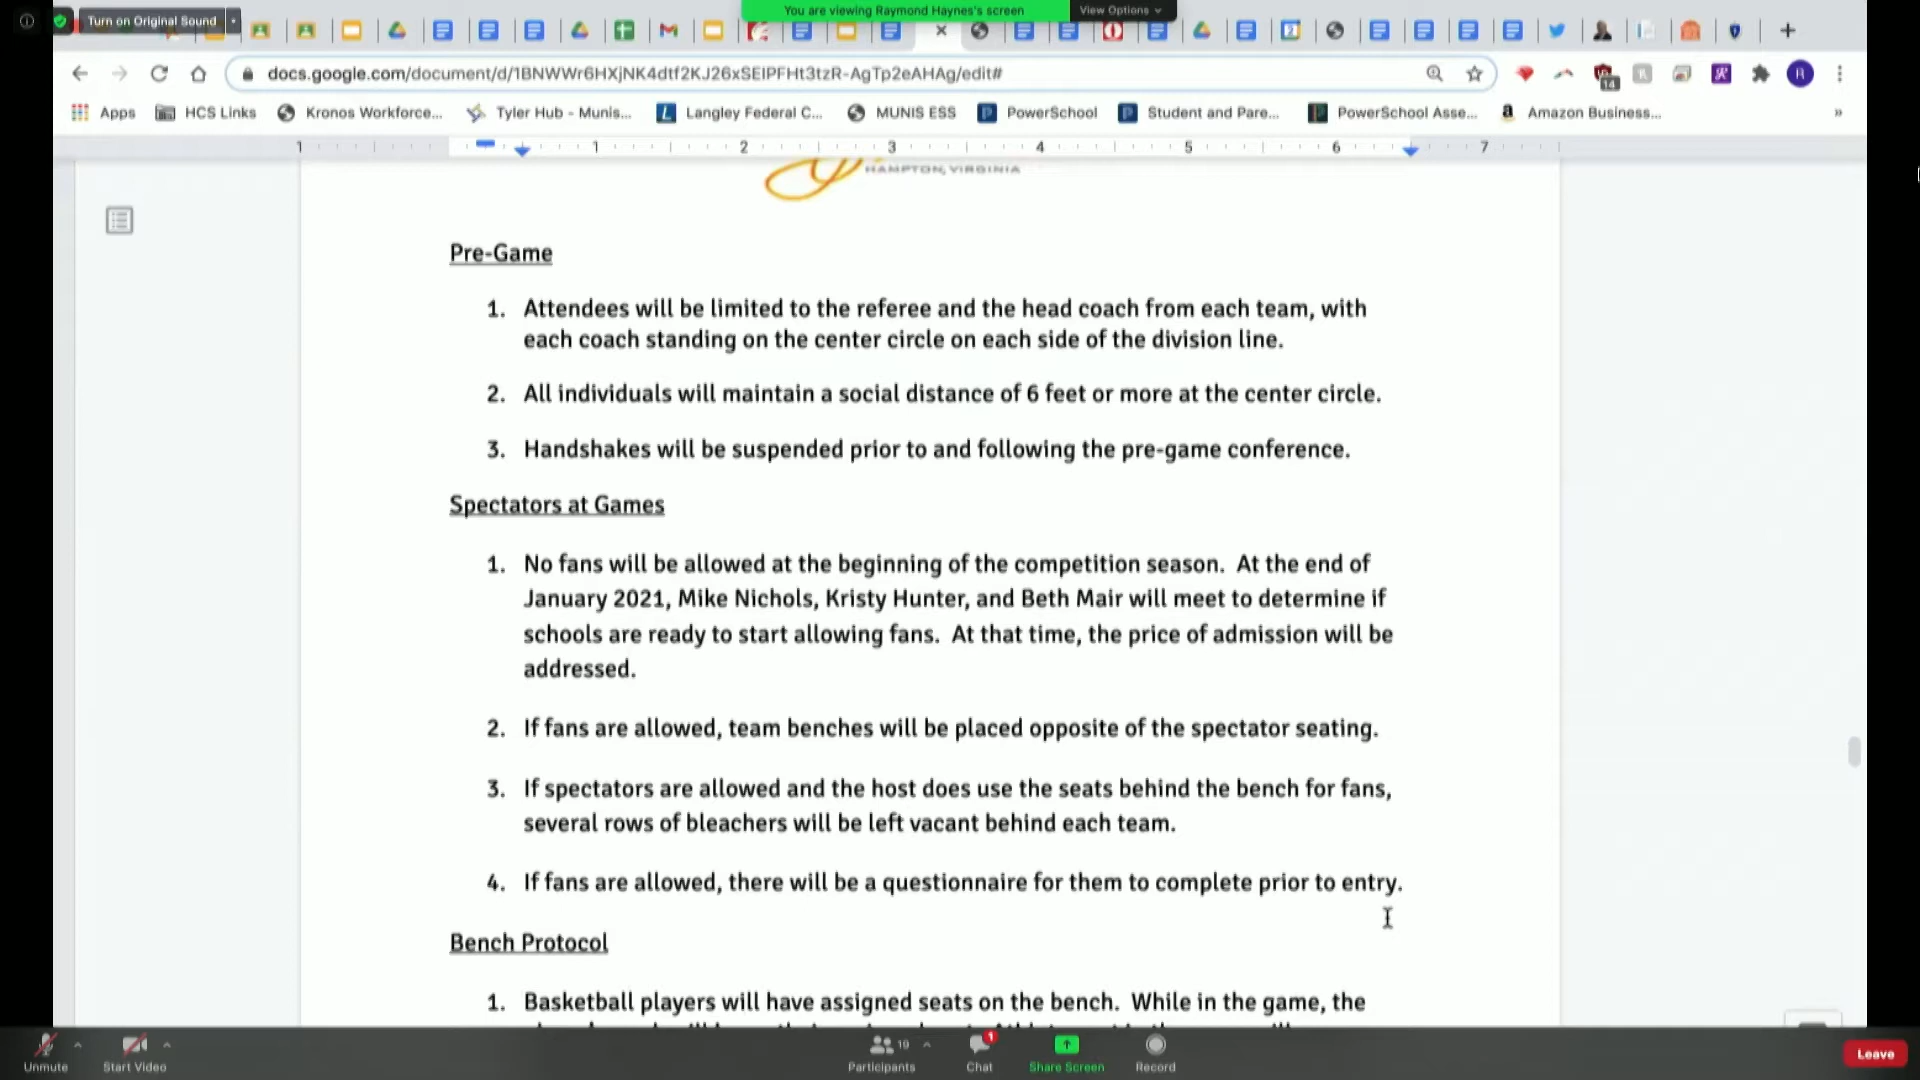 Turn on Original Sound
You are viewing Raymond Haynes's screen
View Options
docs.google.com/document/d/1BNWWr6HXjNK4dtf2KJ26xSEIPFHt3tzR-AgTp2eAHAg/edit#
14
R
Apps
HCS Links
Kronos Workforce...
Tyler Hub - Munis...
Langley Federal C...
MUNIS ESS
PowerSchool
Student and Pare...
PowerSchool Asse...
Amazon Business...
1 1 2 3 4 5 6 7
HAMPTON, VIRGINIA
Pre-Game
1. Attendees will be limited to the referee and the head coach from each team, with
each coach standing on the center circle on each side of the division line.
2. All individuals will maintain a social distance of 6 feet or more at the center circle.
3. Handshakes will be suspended prior to and following the pre-game conference.
Spectators at Games
1. No fans will be allowed at the beginning of the competition season. At the end of
January 2021, Mike Nichols, Kristy Hunter, and Beth Mair will meet to determine if
schools are ready to start allowing fans. At that time, the price of admission will be
addressed.
2. If fans are allowed, team benches will be placed opposite of the spectator seating.
3. If spectators are allowed and the host does use the seats behind the bench for fans,
several rows of bleachers will be left vacant behind each team.
4. If fans are allowed, there will be a questionnaire for them to complete prior to entry.
Bench Protocol
1. Basketball players will have assigned seats on the bench. While in the game, the
Unmute
Start Video
19
Participants
1
Chat
Share Screen
Record
Leave